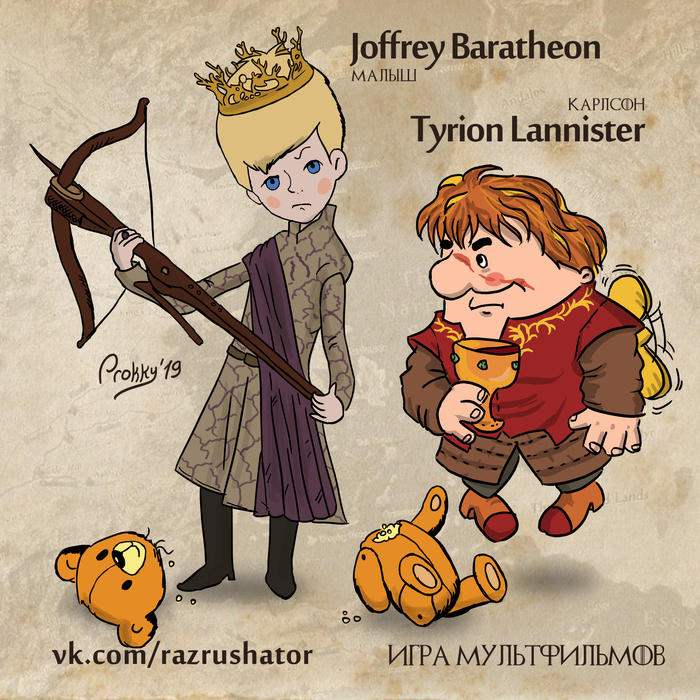 Joffrey Baratheon
МАЛЫШ
КАРЛСОН
Tyrion Lannister
Prokky'19
vk.com/razrushator
ИГРА МУЛЬТФИЛЬМОВ